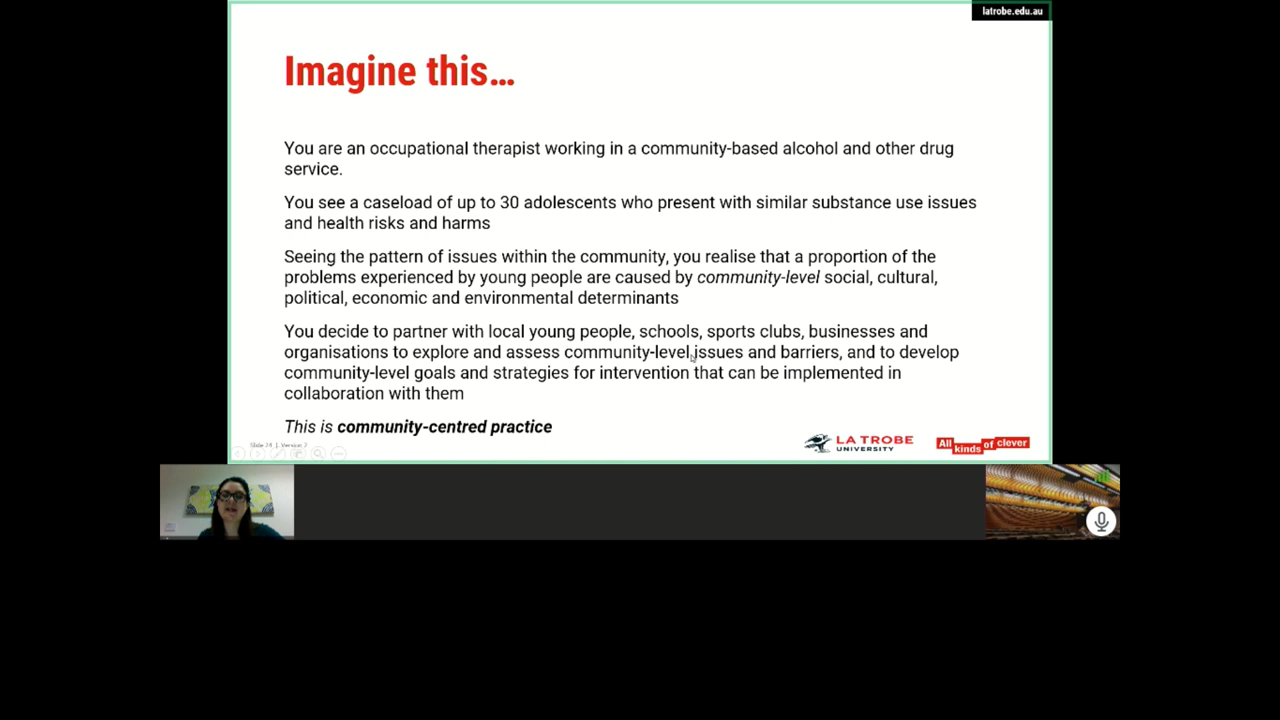 latrobe.edu.au
Imagine this...
You are an occupational therapist working in a community-based alcohol and other drug
service.
You see a caseload of up to 30 adolescents who present with similar substance use issues
and health risks and harms
Seeing the pattern of issues within the community, you realise that a proportion of the
problems experienced by young people are caused by community-level social, cultural,
political, economic and environmental determinants
You decide to partner with local young people, schools, sports clubs, businesses and
organisations to explore and assess community-level issues and barriers, and to develop
community-level goals and strategies for intervention that can be implemented in
collaboration with them
This is community-centred practice
LA TROBE
UNIVERSITY
All kinds of clever